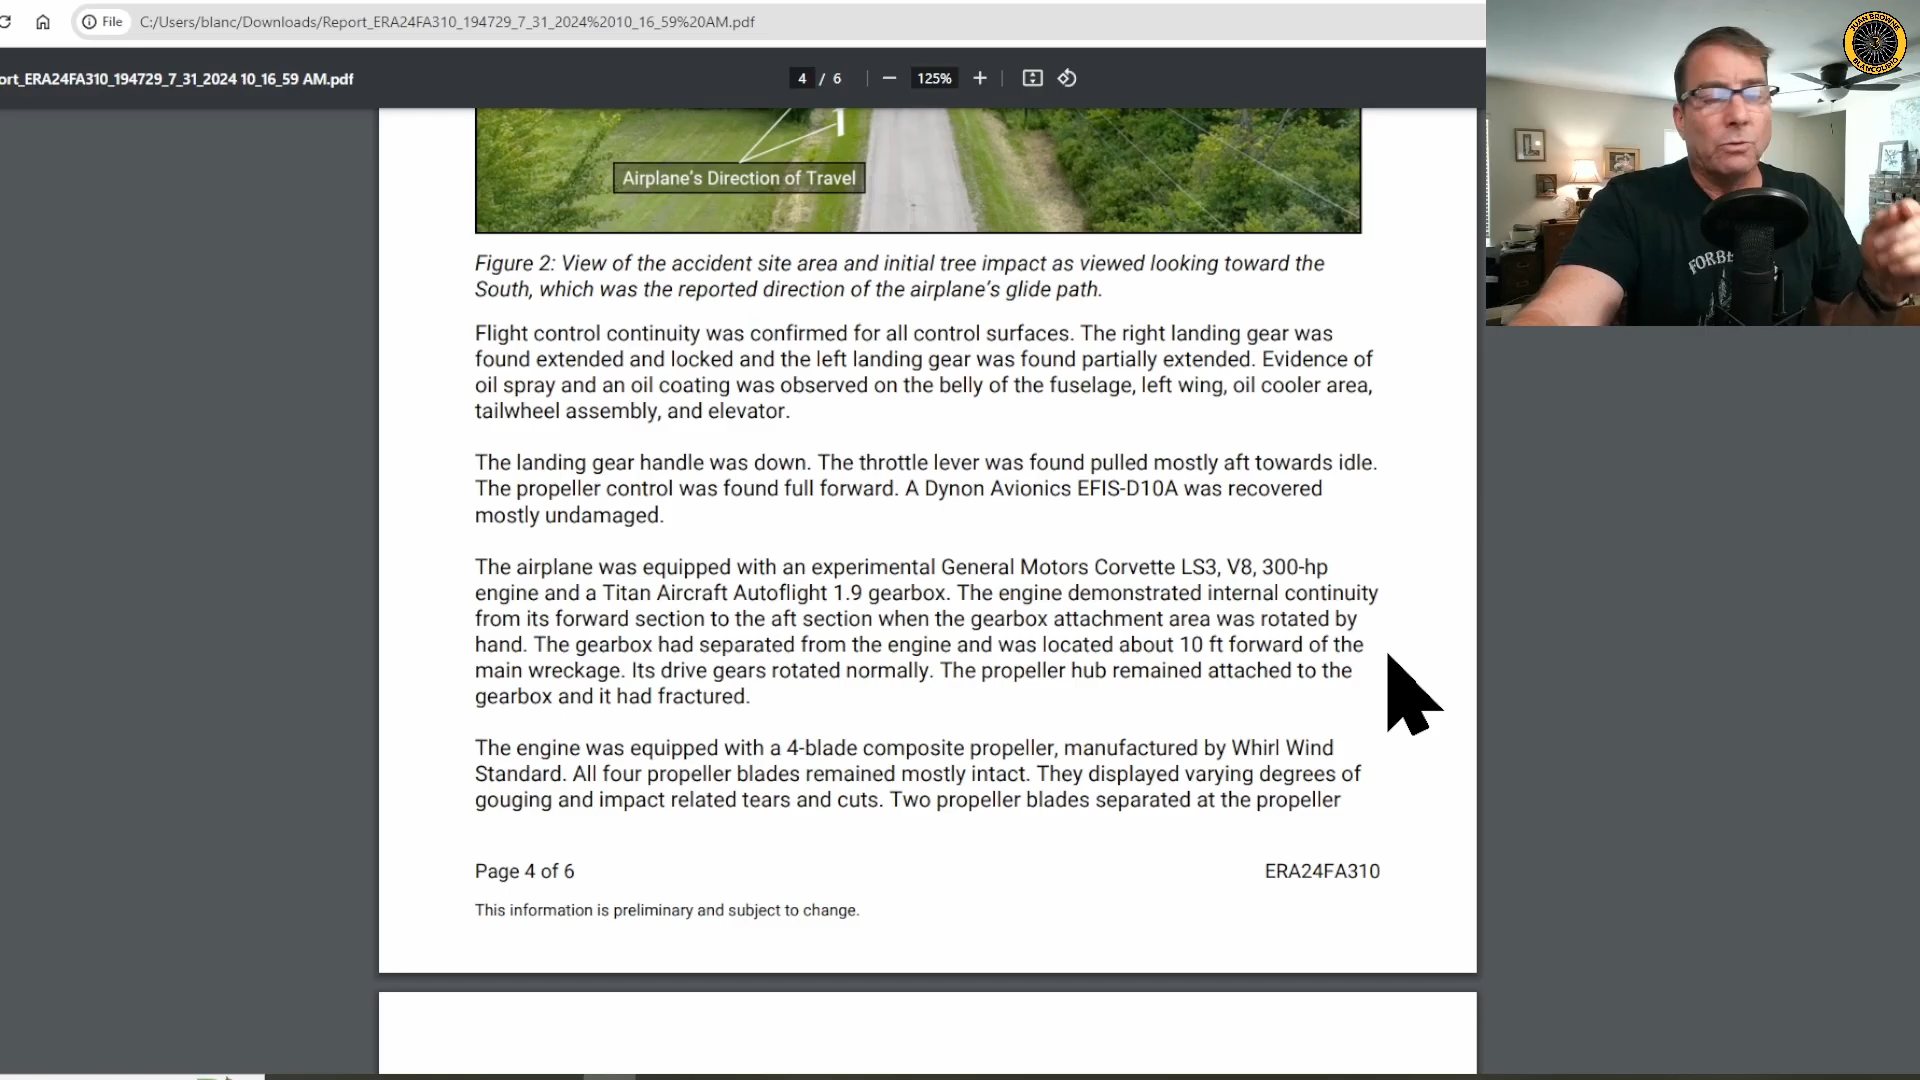 File
C:/Users/blanc/Downloads/Report_ERA24FA310_194729_7_31_2024%2010_16_59%20AM.pdf
ort_ERA24FA310_194729_7_31_2024 10_16_59 AM.pdf
4 / 6
125%
JUAN BROWNE
BLANCOLIRIO
FORB
Airplane's Direction of Travel
Figure 2: View of the accident site area and initial tree impact as viewed looking toward the
South, which was the reported direction of the airplane's glide path.
Flight control continuity was confirmed for all control surfaces. The right landing gear was
found extended and locked and the left landing gear was found partially extended. Evidence of
oil spray and an oil coating was observed on the belly of the fuselage, left wing, oil cooler area,
tailwheel assembly, and elevator.
The landing gear handle was down. The throttle lever was found pulled mostly aft towards idle.
The propeller control was found full forward. A Dynon Avionics EFIS-D10A was recovered
mostly undamaged.
The airplane was equipped with an experimental General Motors Corvette LS3, V8, 300-hp
engine and a Titan Aircraft Autoflight 1.9 gearbox. The engine demonstrated internal continuity
from its forward section to the aft section when the gearbox attachment area was rotated by
hand. The gearbox had separated from the engine and was located about 10 ft forward of the
main wreckage. Its drive gears rotated normally. The propeller hub remained attached to the
gearbox and it had fractured.
The engine was equipped with a 4-blade composite propeller, manufactured by Whirl Wind
Standard. All four propeller blades remained mostly intact. They displayed varying degrees of
gouging and impact related tears and cuts. Two propeller blades separated at the propeller
Page 4 of 6
ERA24FA310
This information is preliminary and subject to change.